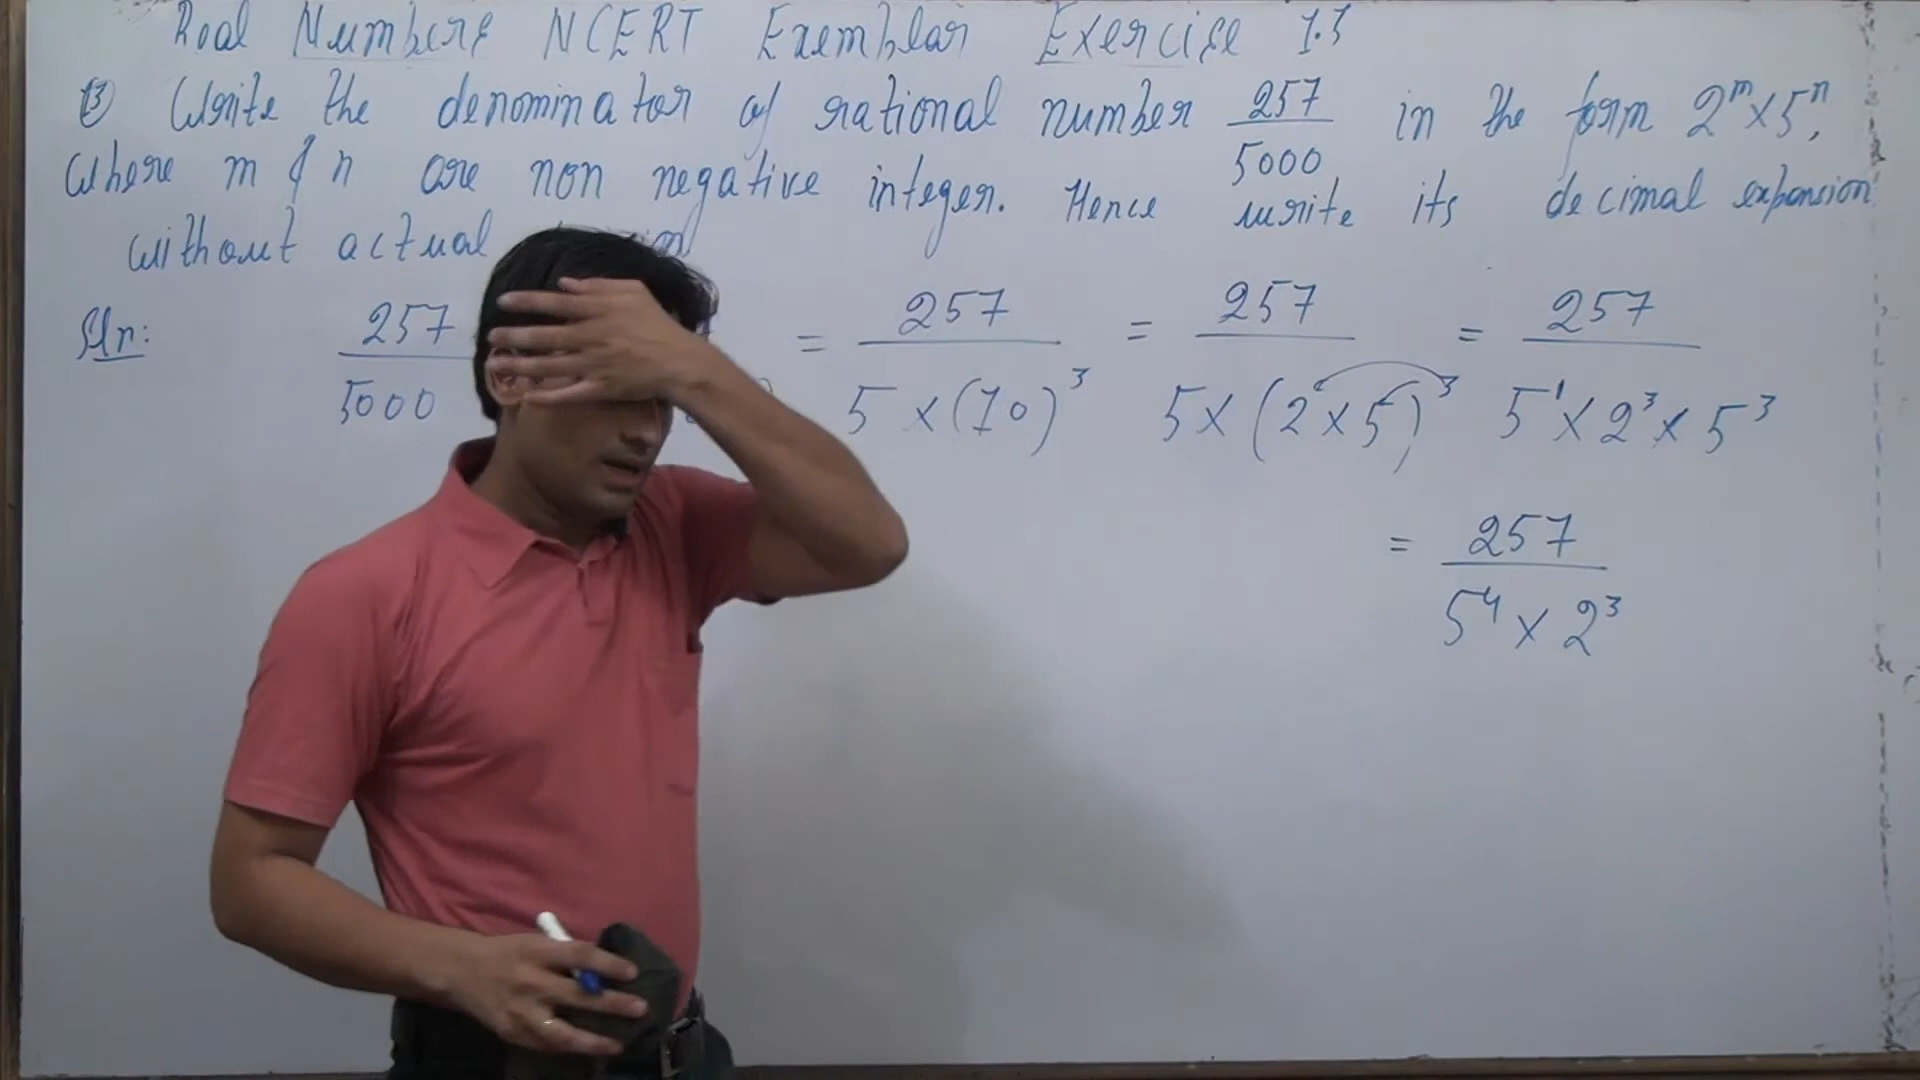 Real Numbers NCERT Exemplar Exercise 1.3
13 Write the denominator of rational number 257/5000 in the form 2^m × 5^n,
where m & n are non negative integer. Hence write its decimal expansion
without actual
Sln: 257/5000 = 257/(5 × (10)^3) = 257/(5 × (2 × 5)^3) = 257/(5^1 × 2^3 × 5^3)
= 257/(5^4 × 2^3)